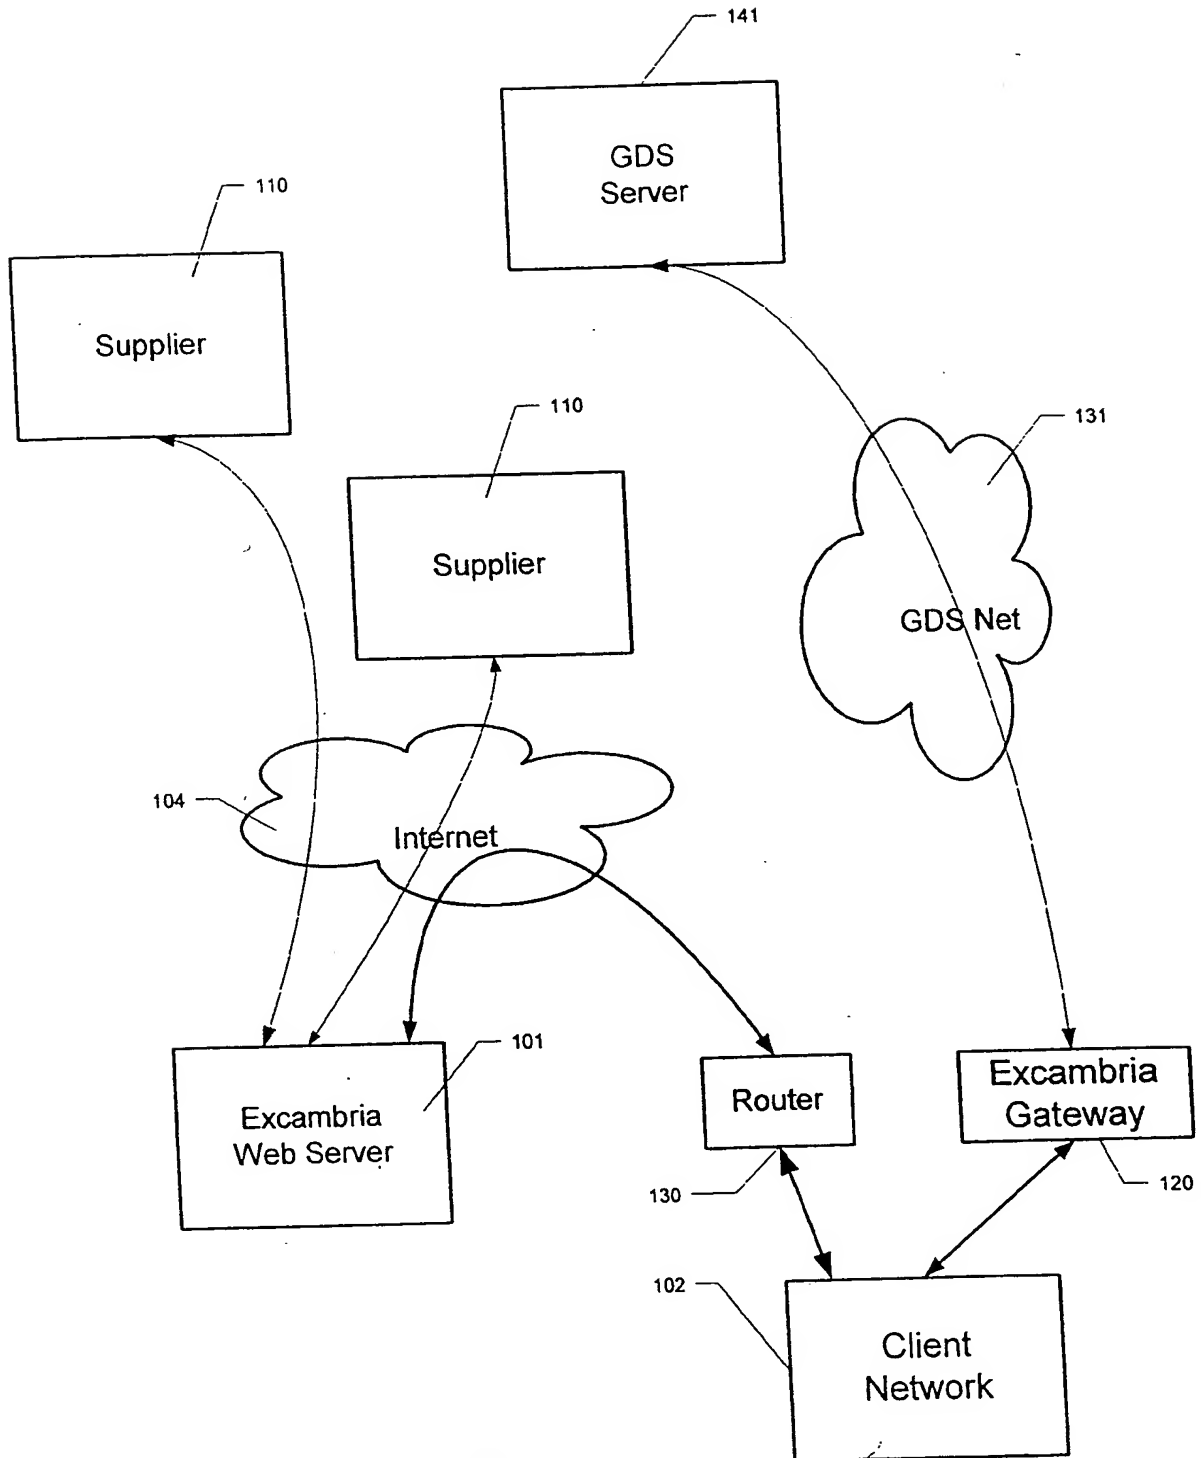 141
GDS
Server
110
Supplier
110
Supplier
131
GDS Net
104
Internet
101
Excambria
Web Server
Router
130
Excambria
Gateway
120
102
Client
Network